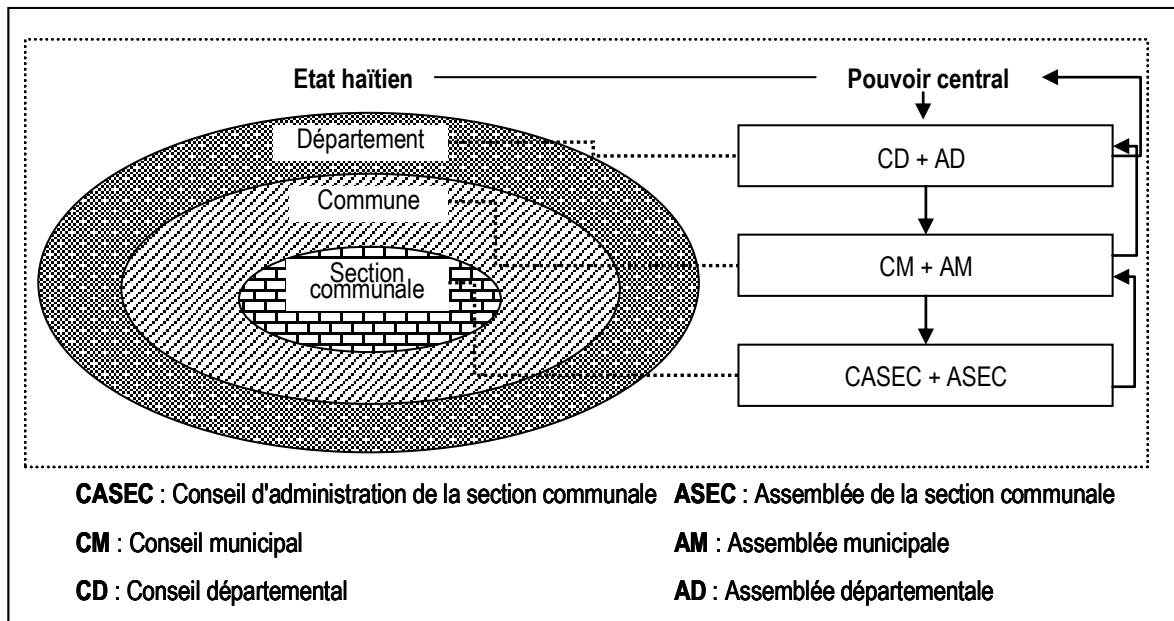 Etat haïtien Pouvoir central
Département
CD + AD
Commune
CM + AM
Section
communale
CASEC + ASEC
CASEC : Conseil d'administration de la section communale ASEC : Assemblée de la section communale
CM : Conseil municipal AM : Assemblée municipale
CD : Conseil départemental AD : Assemblée départementale